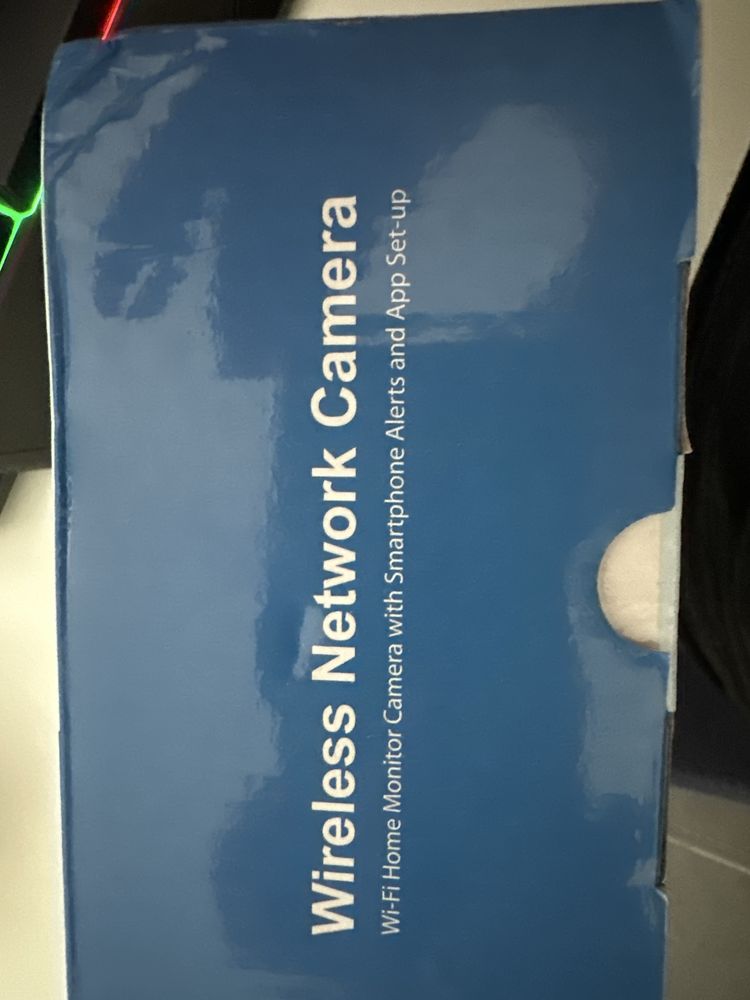 Wireless Network Camera
Wi-Fi Home Monitor Camera with Smartphone Alerts and App Set-up